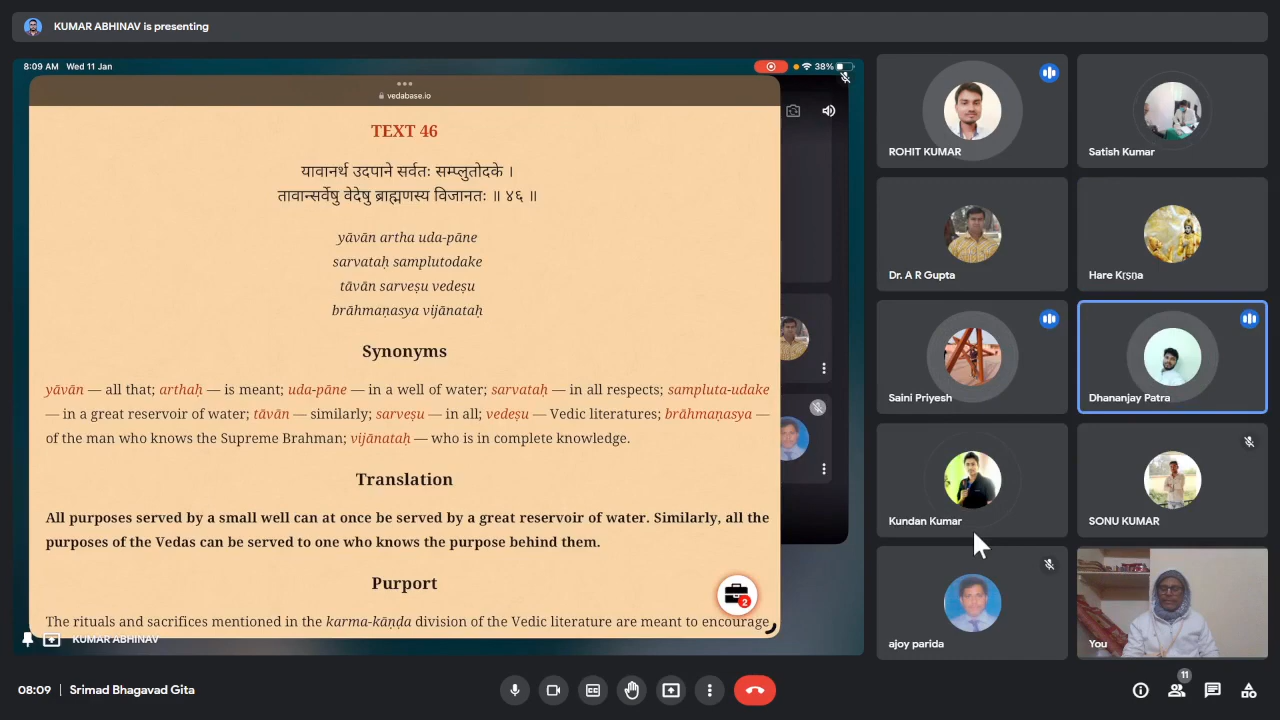 KUMAR ABHINAV is presenting
8:09 AM Wed 11 Jan
38%
vedabase.io
TEXT 46
यावानर्थ उदपाने सर्वतः सम्प्लुतोदके ।
तावान्सर्वेषु वेदेषु ब्राह्मणस्य विजानतः ॥ ४६ ॥
yāvān artha uda-pāne
sarvataḥ samplutodake
tāvān sarveṣu vedeṣu
brāhmaṇasya vijānataḥ
Synonyms
yāvān — all that; arthaḥ — is meant; uda-pāne — in a well of water; sarvataḥ — in all respects; sampluta-udake
— in a great reservoir of water; tāvān — similarly; sarveṣu — in all; vedeṣu — Vedic literatures; brāhmaṇasya —
of the man who knows the Supreme Brahman; vijānataḥ — who is in complete knowledge.
Translation
All purposes served by a small well can at once be served by a great reservoir of water. Similarly, all the
purposes of the Vedas can be served to one who knows the purpose behind them.
Purport
The rituals and sacrifices mentioned in the karma-kāṇḍa division of the Vedic literature are meant to encourage
2
KUMAR ABHINAV
ROHIT KUMAR
Satish Kumar
Dr. A R Gupta
Hare Kṛṣṇa
Saini Priyesh
Dhananjay Patra
Kundan Kumar
SONU KUMAR
ajoy parida
You
08:09 | Srimad Bhagavad Gita
11